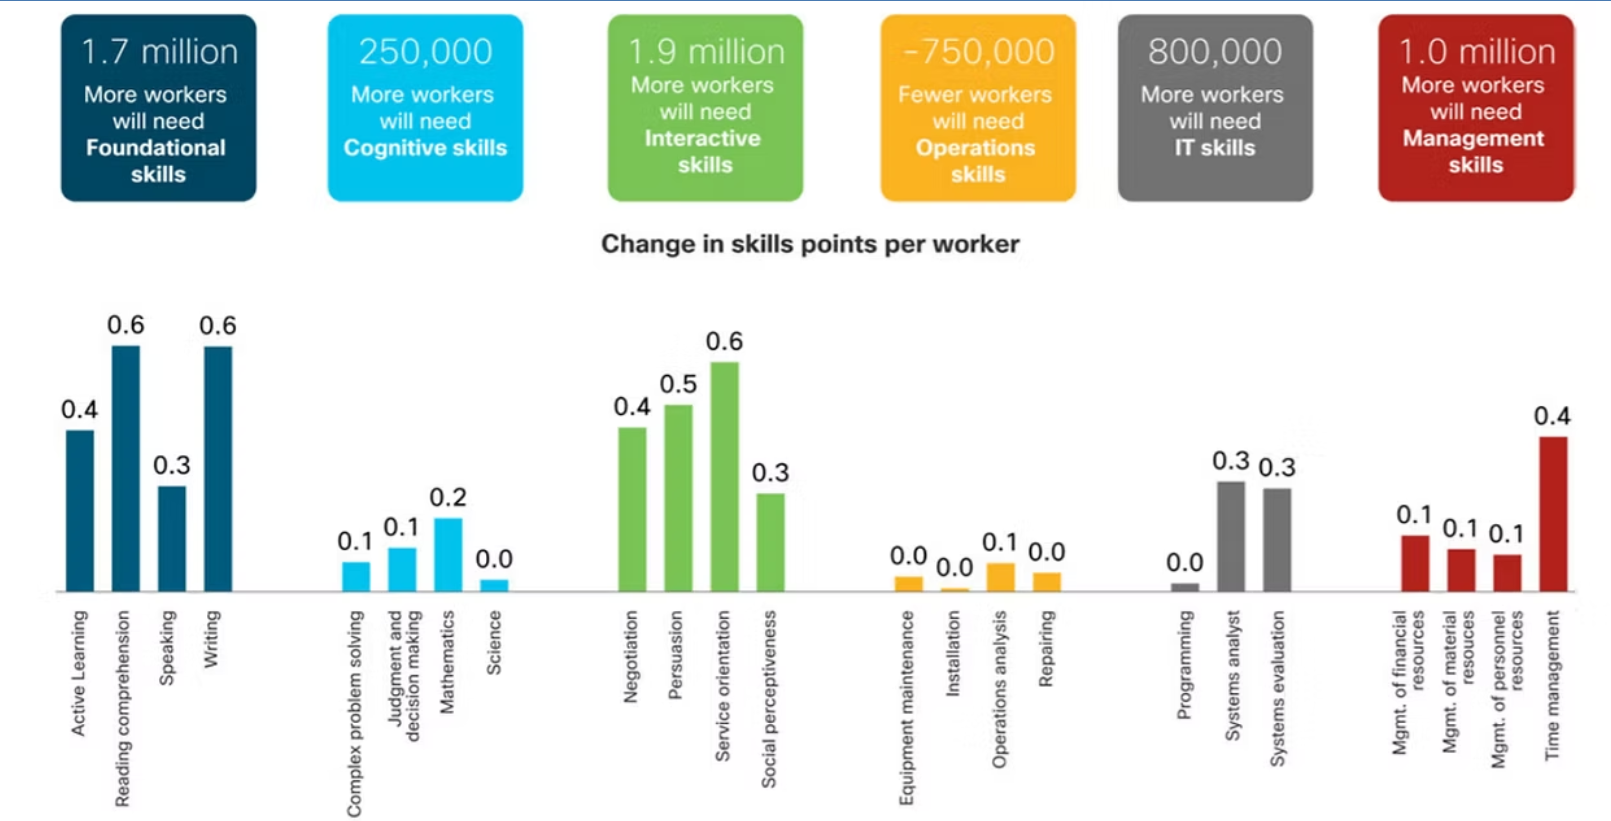 1.7 million
More workers
will need
Foundational
skills
250,000
More workers
will need
Cognitive skills
1.9 million
More workers
will need
Interactive
skills
-750,000
Fewer workers
will need
Operations
skills
800,000
More workers
will need
IT skills
1.0 million
More workers
will need
Management
skills
Change in skills points per worker
0.4
0.6
0.3
0.6
0.1
0.1
0.2
0.0
0.4
0.5
0.6
0.3
0.0
0.0
0.1
0.0
0.0
0.3
0.3
0.1
0.1
0.1
0.4
Active Learning
Reading comprehension
Speaking
Writing
Complex problem solving
Judgment and
decision making
Mathematics
Science
Negotiation
Persuasion
Service orientation
Social perceptiveness
Equipment maintenance
Installation
Operations analysis
Repairing
Programming
Systems analyst
Systems evaluation
Mgmt. of financial
resources
Mgmt. of material
resouces
Mgmt. of personnel
resources
Time management